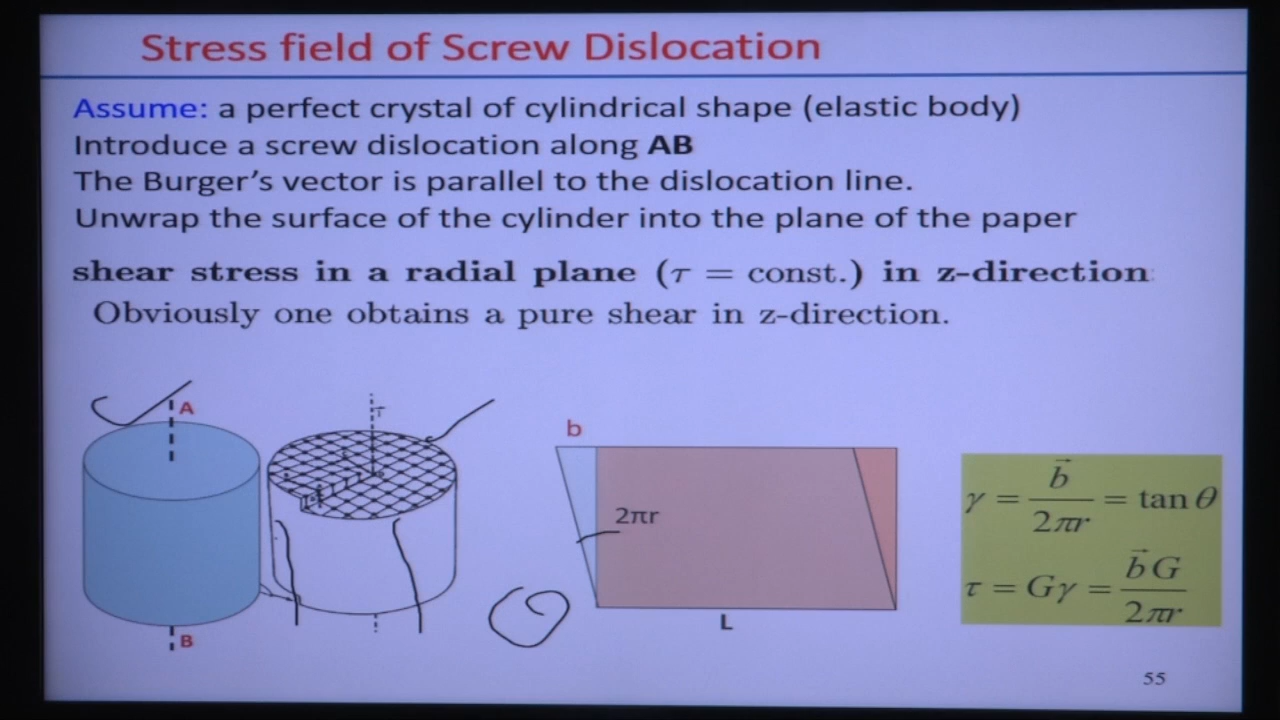 Stress field of Screw Dislocation
Assume: a perfect crystal of cylindrical shape (elastic body)
Introduce a screw dislocation along AB
The Burger’s vector is parallel to the dislocation line.
Unwrap the surface of the cylinder into the plane of the paper
shear stress in a radial plane (τ = const.) in z-direction:
Obviously one obtains a pure shear in z-direction.
A
B
b
2πr
L
γ = b⃗ / 2πr = tan θ
τ = Gγ = b⃗G / 2πr
55